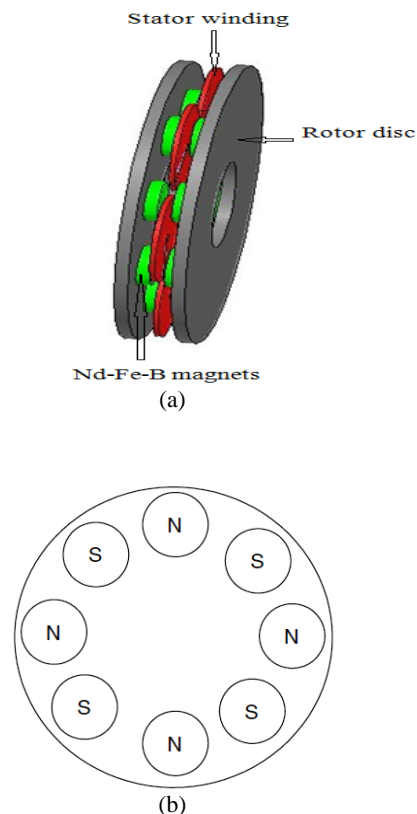 Stator winding
Rotor disc
Nd-Fe-B magnets
(a)
N
S
S
N
N
S
S
N
(b)